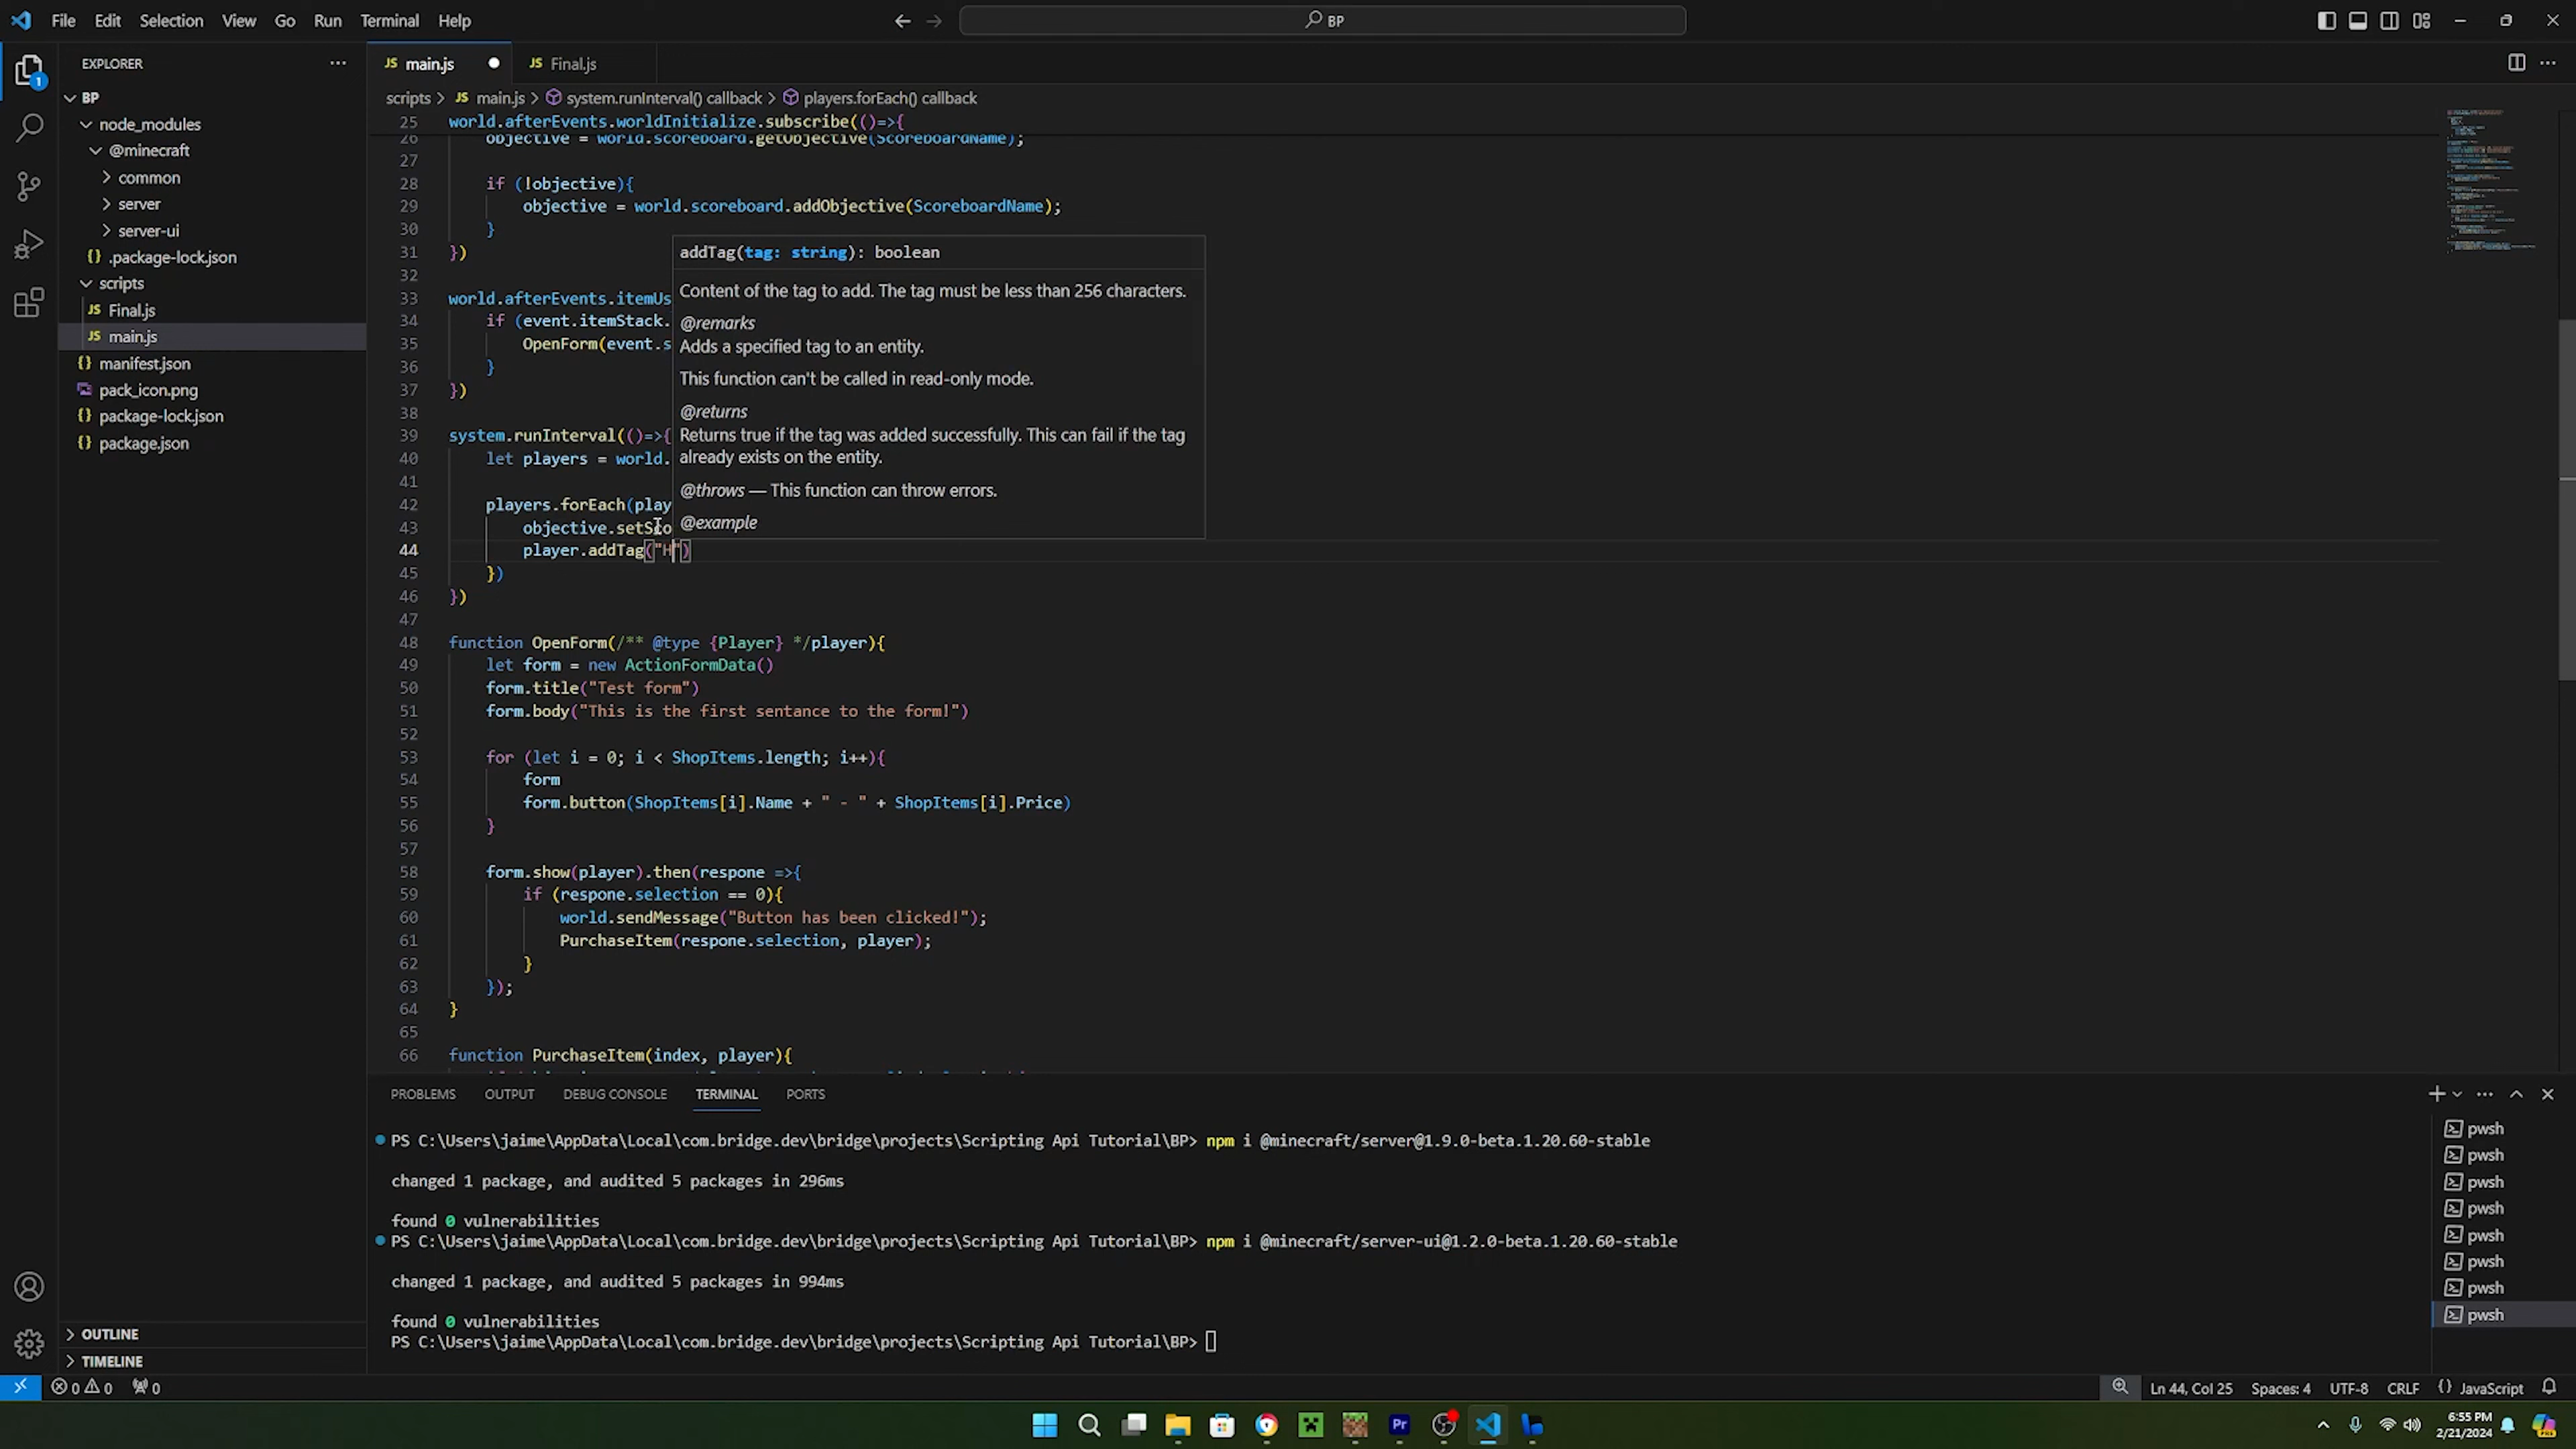 File Edit Selection View Go Run Terminal Help
BP
EXPLORER
main.js
Final.js
BP
node_modules
@minecraft
common
server
server-ui
.package-lock.json
scripts
Final.js
main.js
manifest.json
pack_icon.png
package-lock.json
package.json
OUTLINE
TIMELINE
scripts > JS main.js > system.runInterval() callback > players.forEach() callback
25 world.afterEvents.worldInitialize.subscribe(()=>{
26 objective = world.scoreboard.getObjective(ScoreboardName);
27
28 if (!objective){
29 objective = world.scoreboard.addObjective(ScoreboardName);
30 }
31 })
32
33 world.afterEvents.itemUs
34 if (event.itemStack.
35 OpenForm(event.s
36 }
37 })
38
39 system.runInterval(()=>{
40 let players = world.
41
42 players.forEach(play
43 objective.setSco
44 player.addTag("H")
45 })
46 })
47
48 function OpenForm(/** @type {Player} */player){
49 let form = new ActionFormData()
50 form.title("Test form")
51 form.body("This is the first sentance to the form!")
52
53 for (let i = 0; i < ShopItems.length; i++){
54 form
55 form.button(ShopItems[i].Name + " - " + ShopItems[i].Price)
56 }
57
58 form.show(player).then(respone =>{
59 if (respone.selection == 0){
60 world.sendMessage("Button has been clicked!");
61 PurchaseItem(respone.selection, player);
62 }
63 });
64 }
65
66 function PurchaseItem(index, player){
addTag(tag: string): boolean
Content of the tag to add. The tag must be less than 256 characters.
@remarks
Adds a specified tag to an entity.
This function can't be called in read-only mode.
@returns
Returns true if the tag was added successfully. This can fail if the tag
already exists on the entity.
@throws — This function can throw errors.
@example
PROBLEMS OUTPUT DEBUG CONSOLE TERMINAL PORTS
PS C:\Users\jaime\AppData\Local\com.bridge.dev\bridge\projects\Scripting Api Tutorial\BP> npm i @minecraft/server@1.9.0-beta.1.20.60-stable
changed 1 package, and audited 5 packages in 296ms
found 0 vulnerabilities
PS C:\Users\jaime\AppData\Local\com.bridge.dev\bridge\projects\Scripting Api Tutorial\BP> npm i @minecraft/server-ui@1.2.0-beta.1.20.60-stable
changed 1 package, and audited 5 packages in 994ms
found 0 vulnerabilities
PS C:\Users\jaime\AppData\Local\com.bridge.dev\bridge\projects\Scripting Api Tutorial\BP>
pwsh
pwsh
pwsh
pwsh
pwsh
pwsh
pwsh
pwsh
0 0 0
Ln 44, Col 25 Spaces: 4 UTF-8 CRLF {} JavaScript
6:55 PM
2/21/2024